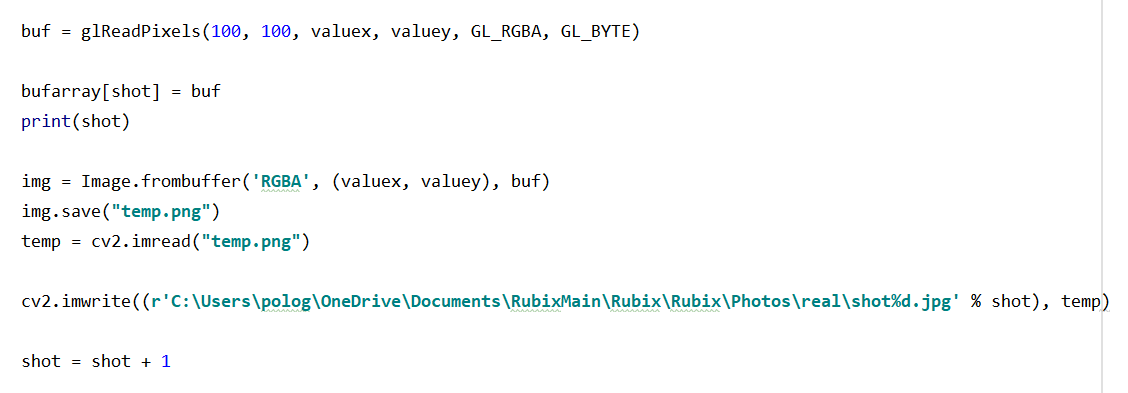 buf = glReadPixels(100, 100, valuex, valuey, GL_RGBA, GL_BYTE)
bufarray[shot] = buf
print(shot)
img = Image.frombuffer('RGBA', (valuex, valuey), buf)
img.save("temp.png")
temp = cv2.imread("temp.png")
cv2.imwrite((r'C:\Users\polog\OneDrive\Documents\RubixMain\Rubix\Rubix\Photos\real\shot%d.jpg' % shot), temp)
shot = shot + 1